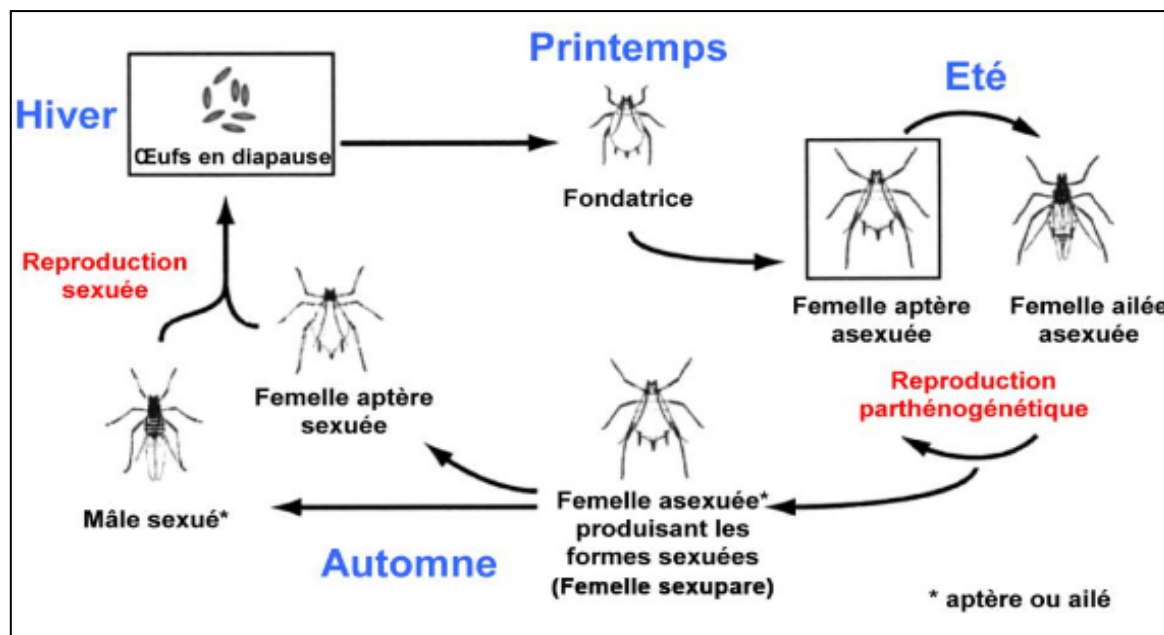 Printemps
Eté
Hiver
Œufs en diapause
Fondatrice
Reproduction
sexuée
Femelle aptère
asexuée
Femelle ailée
asexuée
Femelle aptère
sexuée
Reproduction
parthénogénétique
Mâle sexué*
Femelle asexuée*
produisant les
formes sexuées
(Femelle sexupare)
Automne
* aptère ou ailé